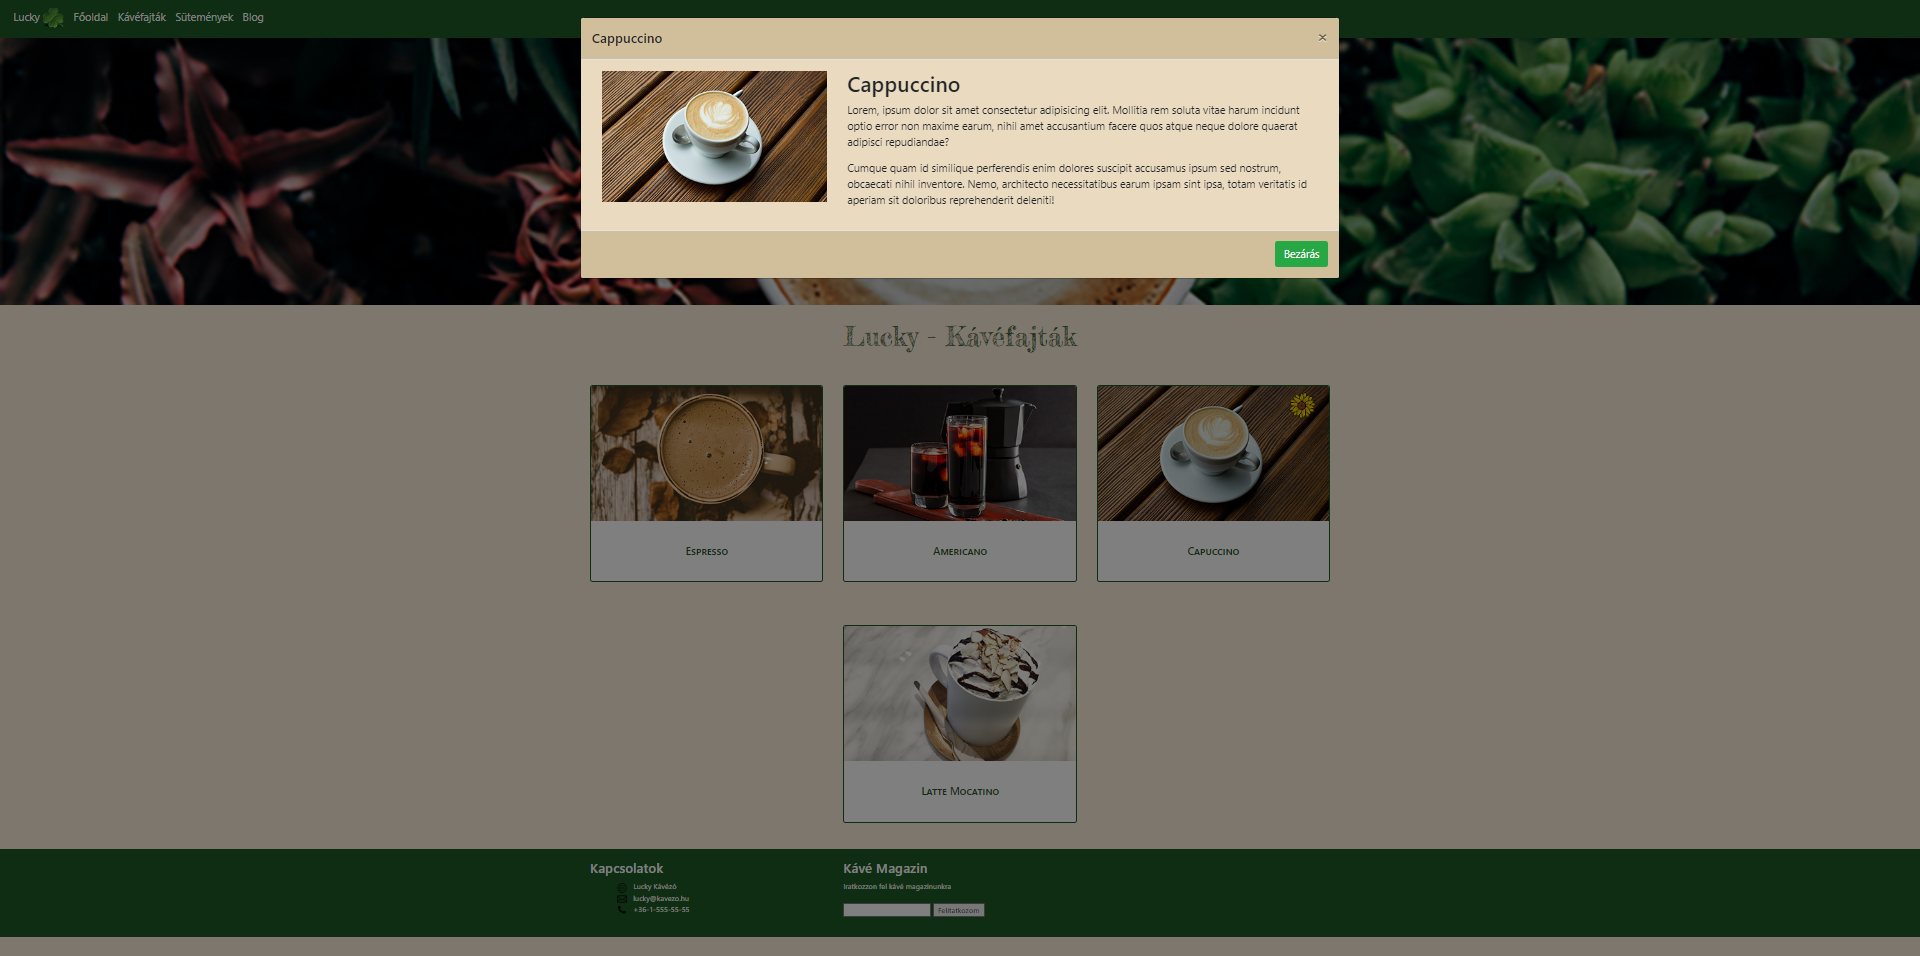 Lucky Főoldal Kávéfajták Sütemények Blog
Cappuccino ×
Cappuccino
Lorem, ipsum dolor sit amet consectetur adipisicing elit. Mollitia rem soluta vitae harum incidunt
optio error non maxime earum, nihil amet accusantium facere quos atque neque dolore quaerat
adipisci repudiandae?
Cumque quam id similique perferendis enim dolores suscipit accusamus ipsum sed nostrum,
obcaecati nihil inventore. Nemo, architecto necessitatibus earum ipsam sint ipsa, totam veritatis id
aperiam sit doloribus reprehenderit deleniti!
Bezárás
Lucky - Kávéfajták
Espresso
Americano
Capuccino
Latte Mocatino
Kapcsolatok
Lucky Kávézó
lucky@kavezo.hu
+36-1-555-55-55
Kávé Magazin
Iratkozzon fel kávé magazinunkra
Feliratkozom